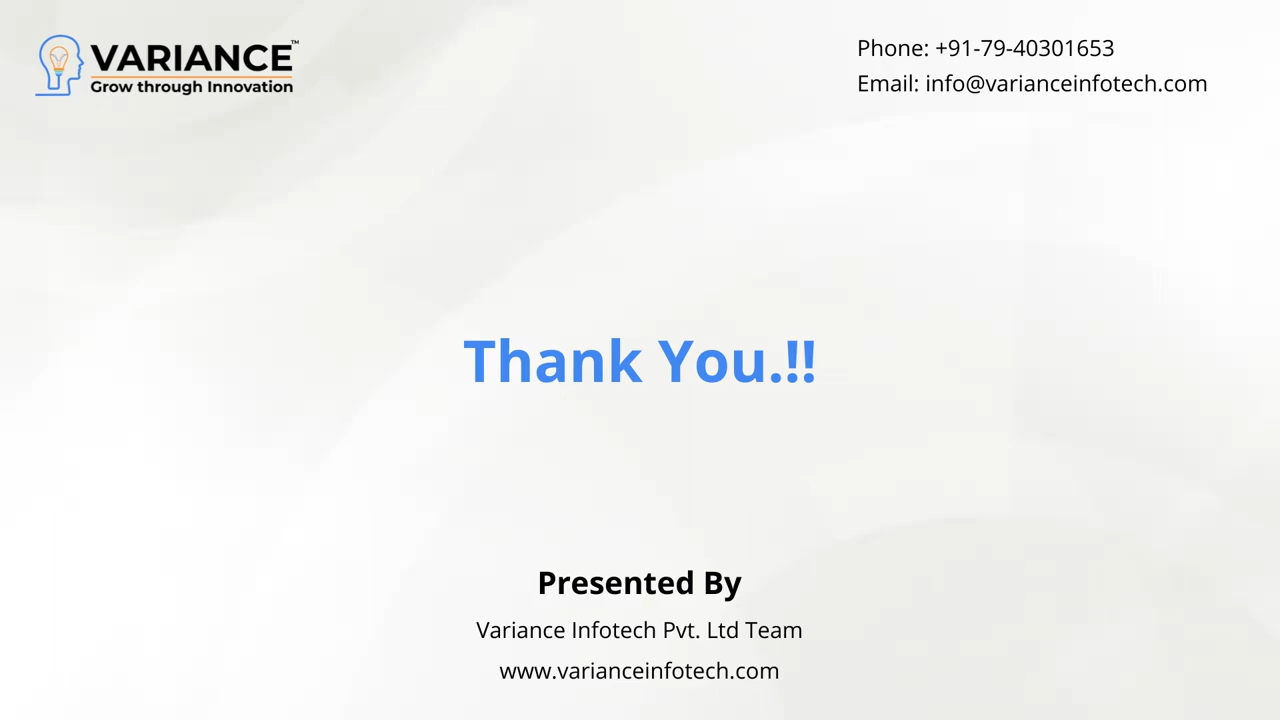 VARIANCE™
Grow through Innovation
Phone: +91-79-40301653
Email: info@varianceinfotech.com
Thank You.!!
Presented By
Variance Infotech Pvt. Ltd Team
www.varianceinfotech.com